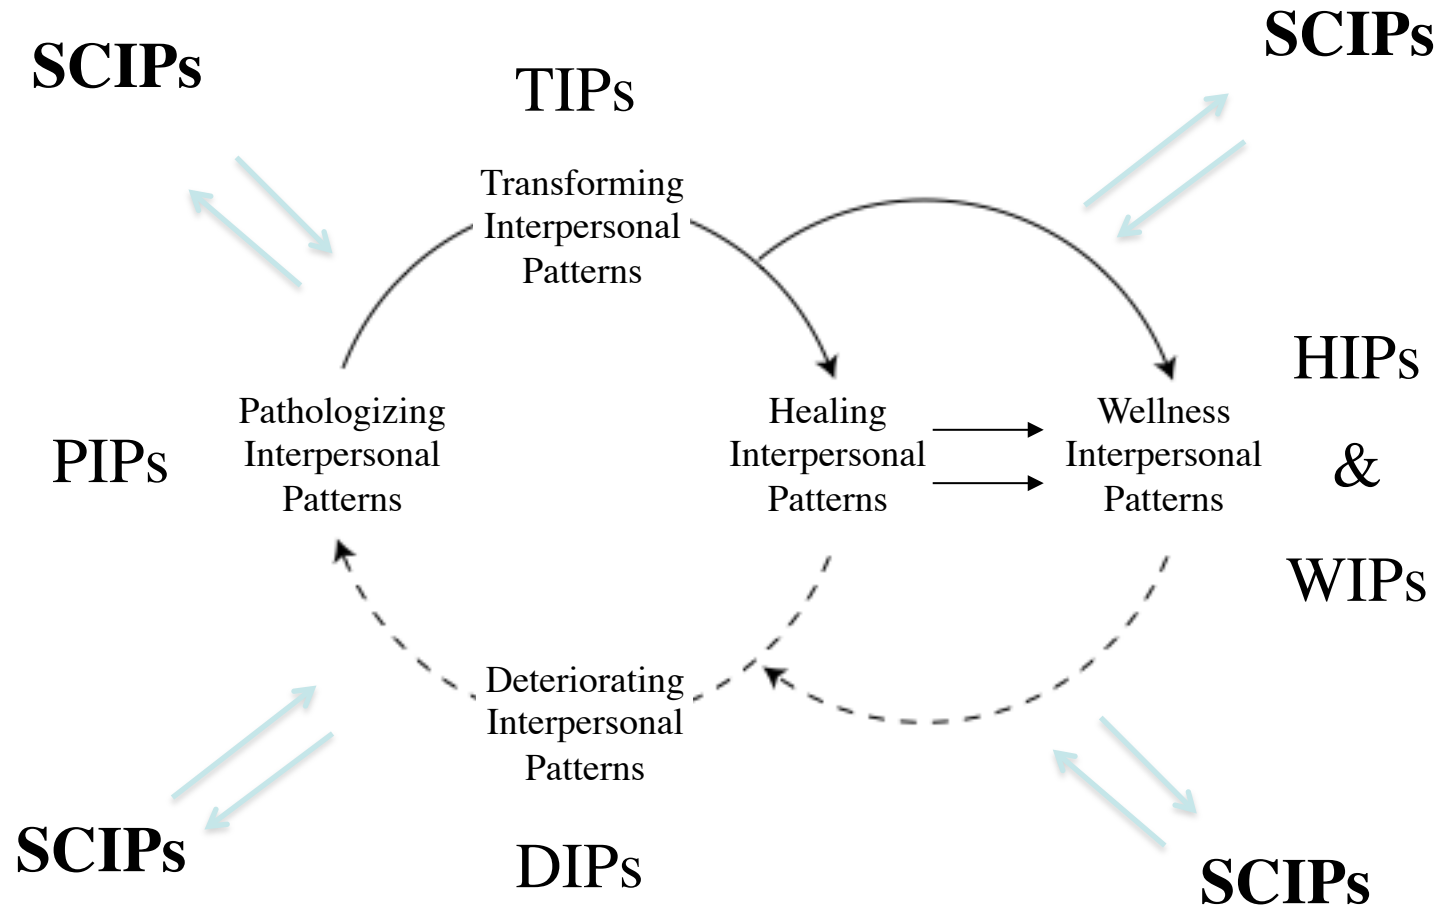 SCIPs
SCIPs
TIPs
Transforming
Interpersonal
Patterns
PIPs
Pathologizing
Interpersonal
Patterns
Healing
Interpersonal
Patterns
Wellness
Interpersonal
Patterns
HIPs
&
WIPs
Deteriorating
Interpersonal
Patterns
SCIPs
DIPs
SCIPs